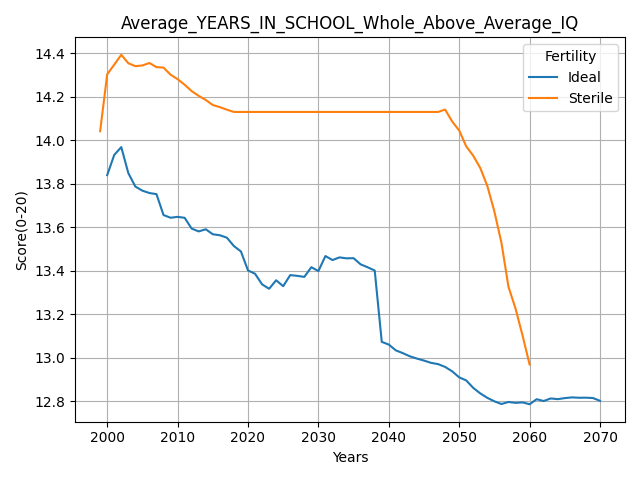 Average_YEARS_IN_SCHOOL_Whole_Above_Average_IQ
Fertility
Ideal
Sterile
Score(0-20)
14.4
14.2
14.0
13.8
13.6
13.4
13.2
13.0
12.8
2000 2010 2020 2030 2040 2050 2060 2070
Years